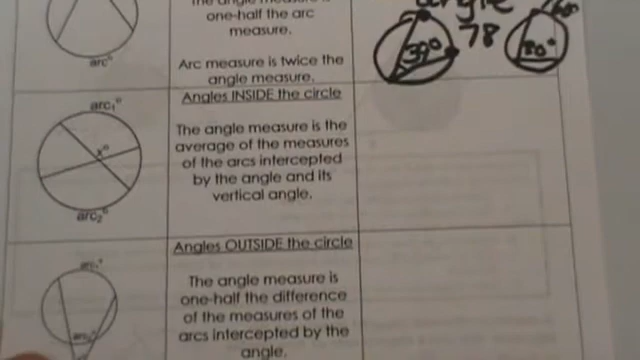 The angle measure is
one-half the arc
measure.
Arc measure is twice the
angle measure.
arc°
39°
78
80°
Angles INSIDE the circle
The angle measure is the
average of the measures
of the arcs intercepted
by the angle and its
vertical angle.
arc₁°
x°
arc₂°
Angles OUTSIDE the circle
The angle measure is
one-half the difference
of the measures of the
arcs intercepted by the
angle.